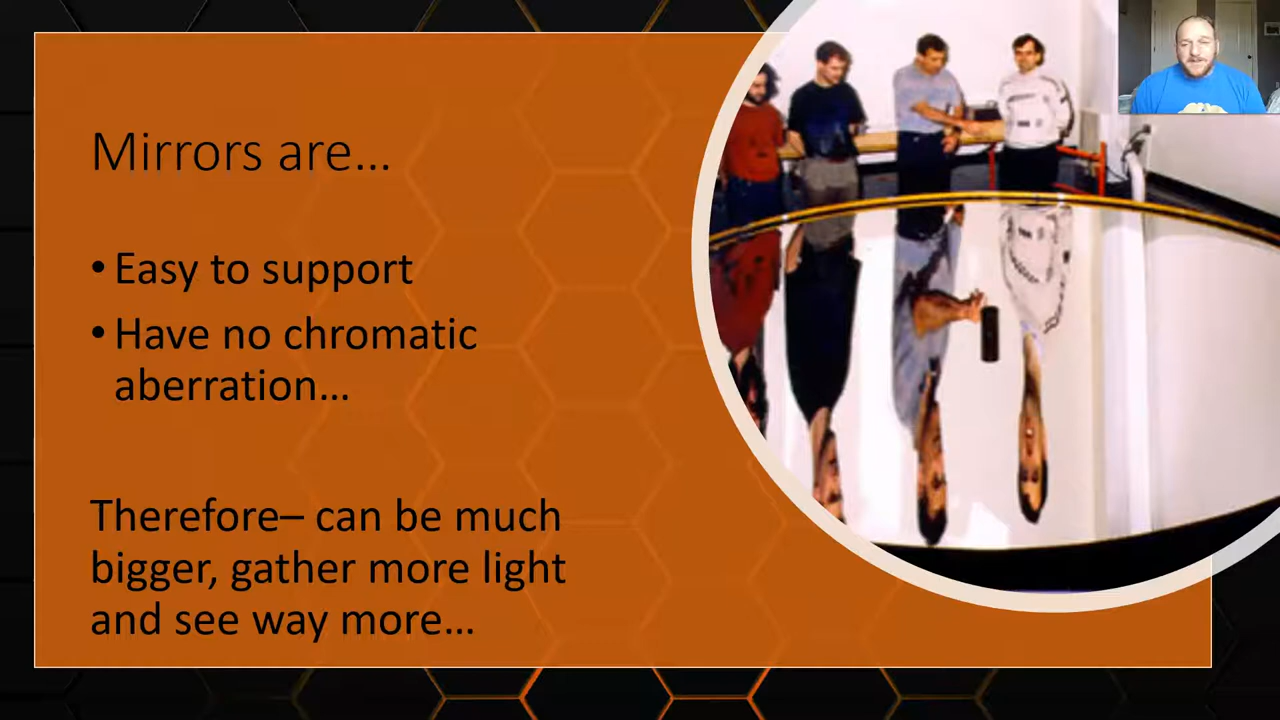 Mirrors are…
• Easy to support
• Have no chromatic
aberration…
Therefore– can be much
bigger, gather more light
and see way more…